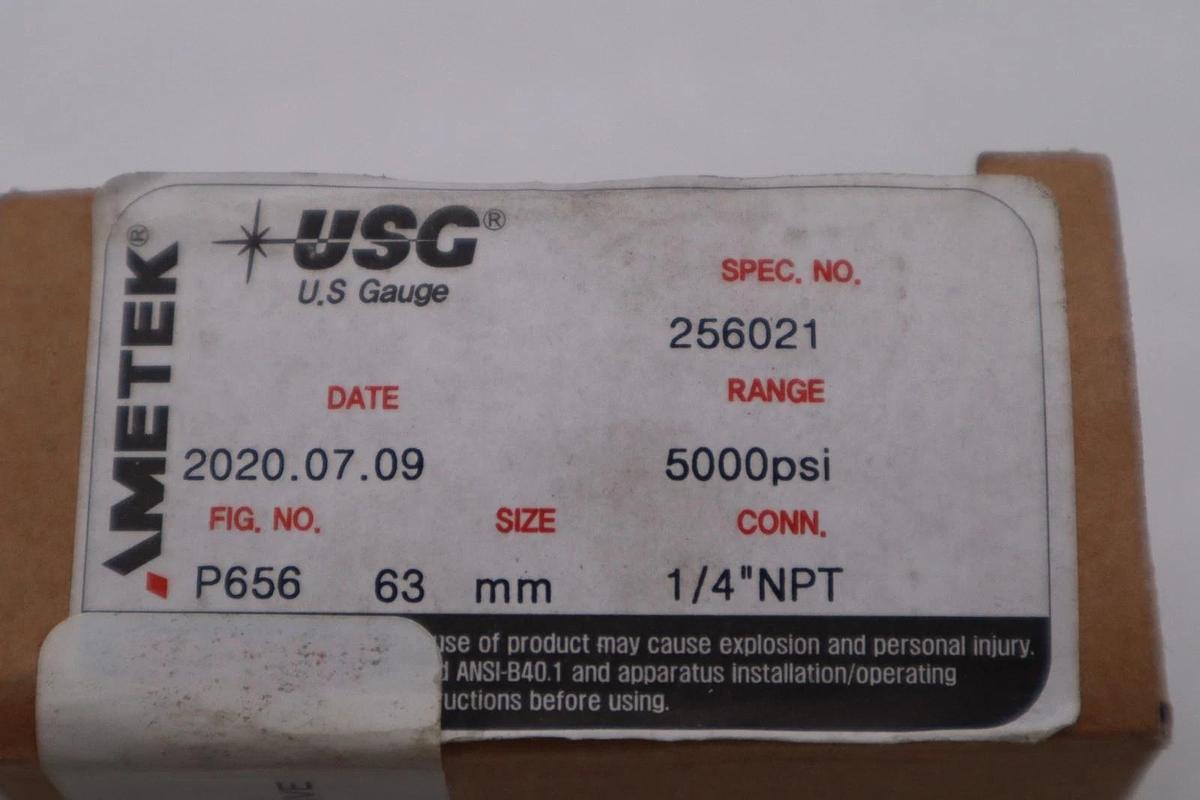 AMETEK®
USG®
U.S Gauge
SPEC. NO.
256021
DATE
RANGE
2020.07.09
5000psi
FIG. NO. SIZE CONN.
P656 63 mm 1/4"NPT
of product may cause explosion and personal injury.
ANSI-B40.1 and apparatus installation/operating
before using.